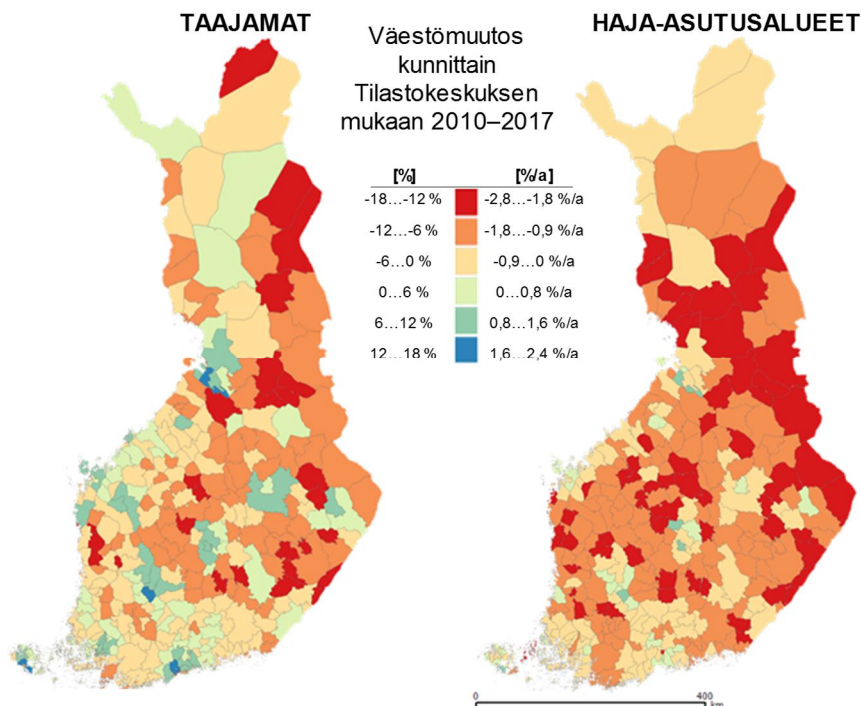 TAAJAMAT
Väestömuutos
kunnittain
Tilastokeskuksen
mukaan 2010–2017
HAJA-ASUTUSALUEET
[%] [%/a]
-18…-12 % -2,8…-1,8 %/a
-12…-6 % -1,8…-0,9 %/a
-6…0 % -0,9…0 %/a
0…6 % 0…0,8 %/a
6…12 % 0,8…1,6 %/a
12…18 % 1,6…2,4 %/a
0 400
km